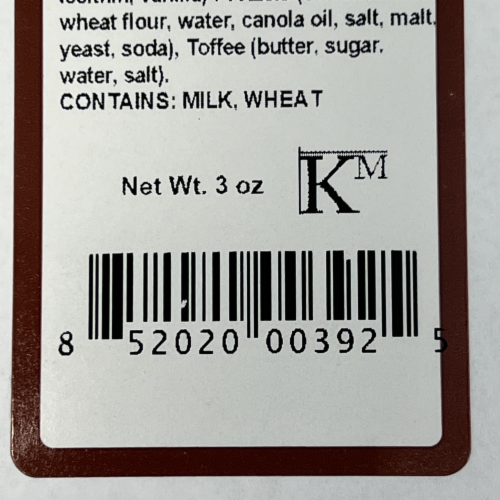 wheat flour, water, canola oil, salt, malt,
yeast, soda), Toffee (butter, sugar,
water, salt).
CONTAINS: MILK, WHEAT
Net Wt. 3 oz
KM
8 52020 00392 5